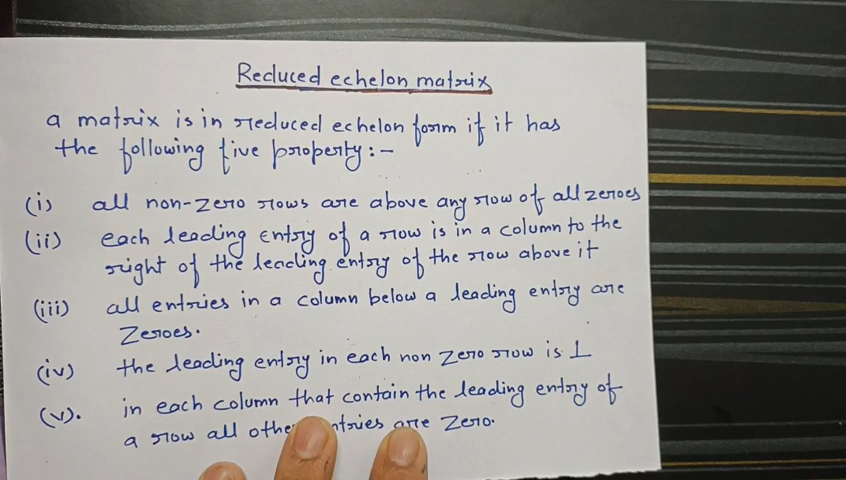 Reduced echelon matrix
a matrix is in reduced echelon form if it has
the following five property:-
(i) all non-zero rows are above any row of all zeroes
(ii) each leading entry of a row is in a column to the
right of the leading entry of the row above it
(iii) all entries in a column below a leading entry are
zeroes.
(iv) the leading entry in each non zero row is 1
(v). in each column that contain the leading entry of
a row all other entries are zero.